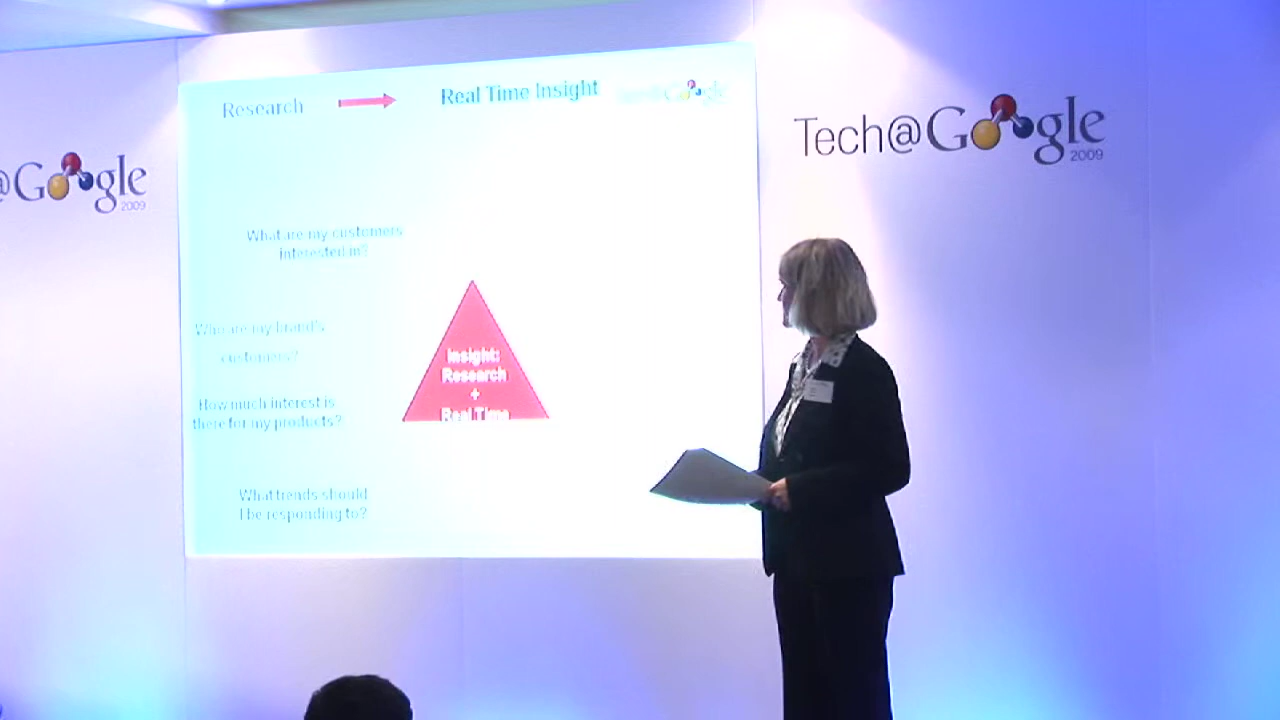 Research
Real Time Insight
Tech@Google
2009
@Google
2009
What are my customers
interested in?
Who are my brand's
customers?
How much interest is
there for my products?
What trends should
I be responding to?
Insight:
Research
+
Real Time